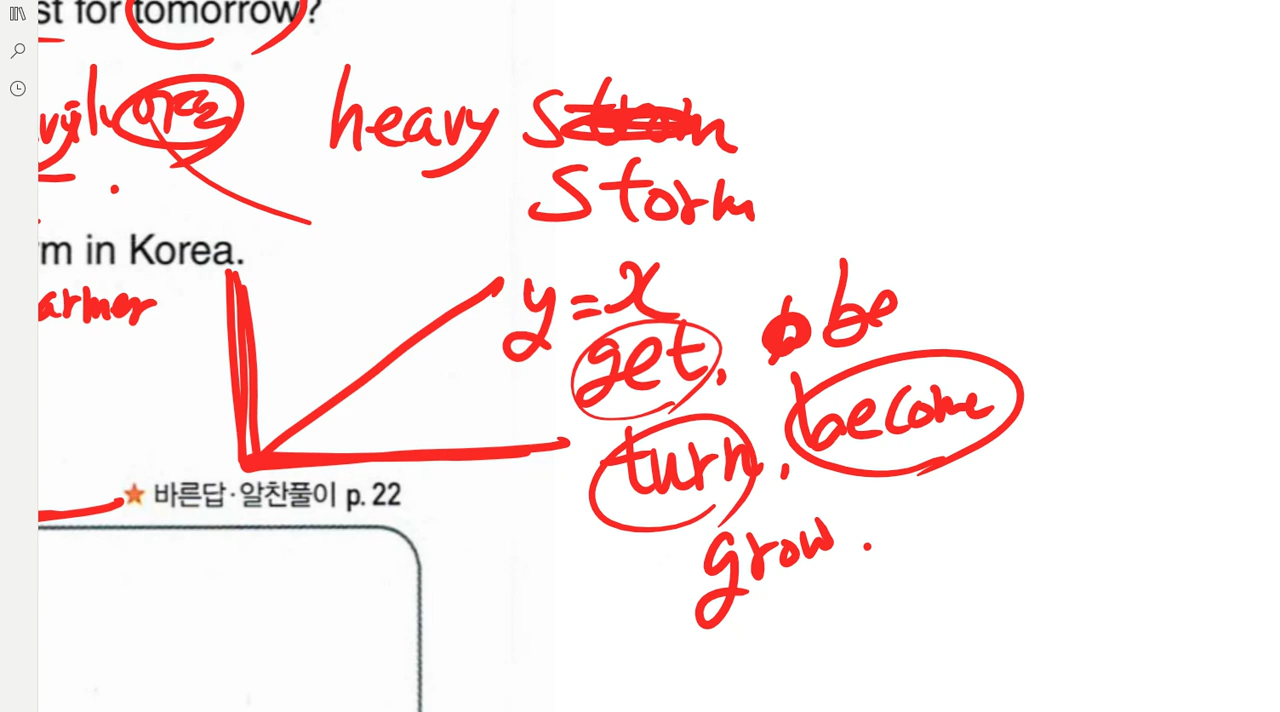 st for tomorrow?
heavy storm
storm
m in Korea.
armer
y=x
get, be
turn, become
grow.
★ 바른답·알찬풀이 p. 22